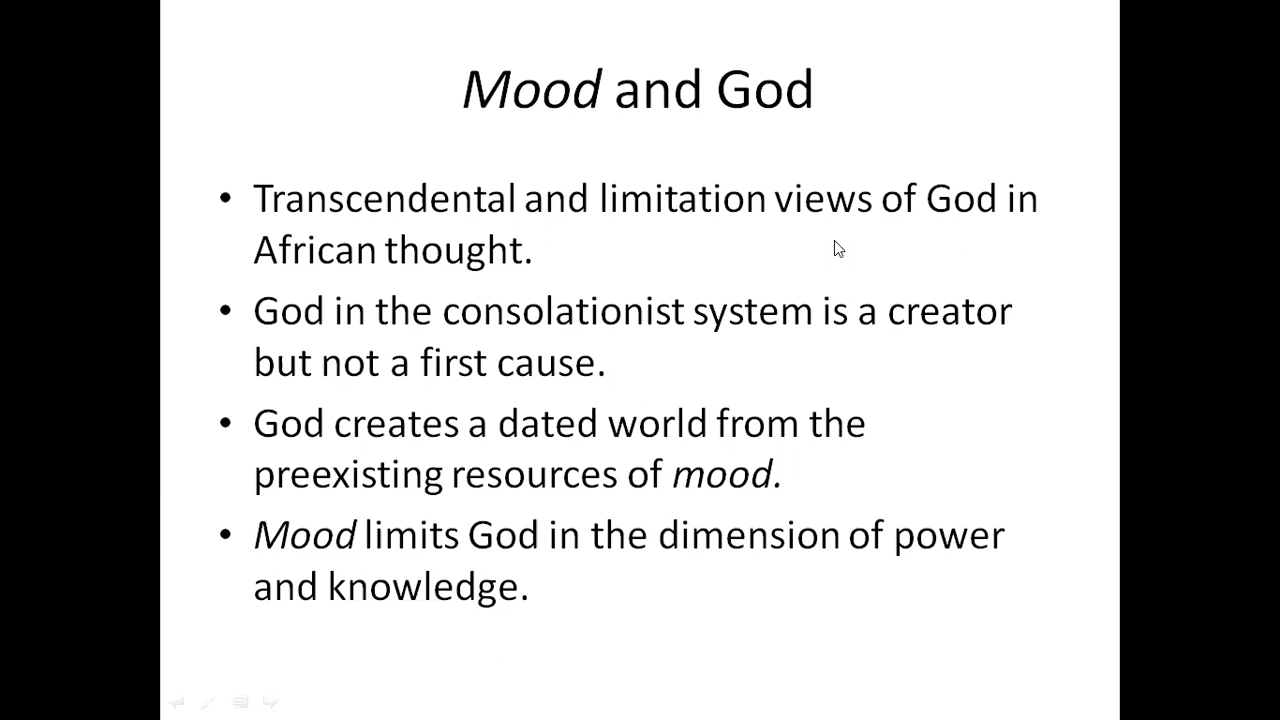 Mood and God
• Transcendental and limitation views of God in
African thought.
• God in the consolationist system is a creator
but not a first cause.
• God creates a dated world from the
preexisting resources of mood.
• Mood limits God in the dimension of power
and knowledge.